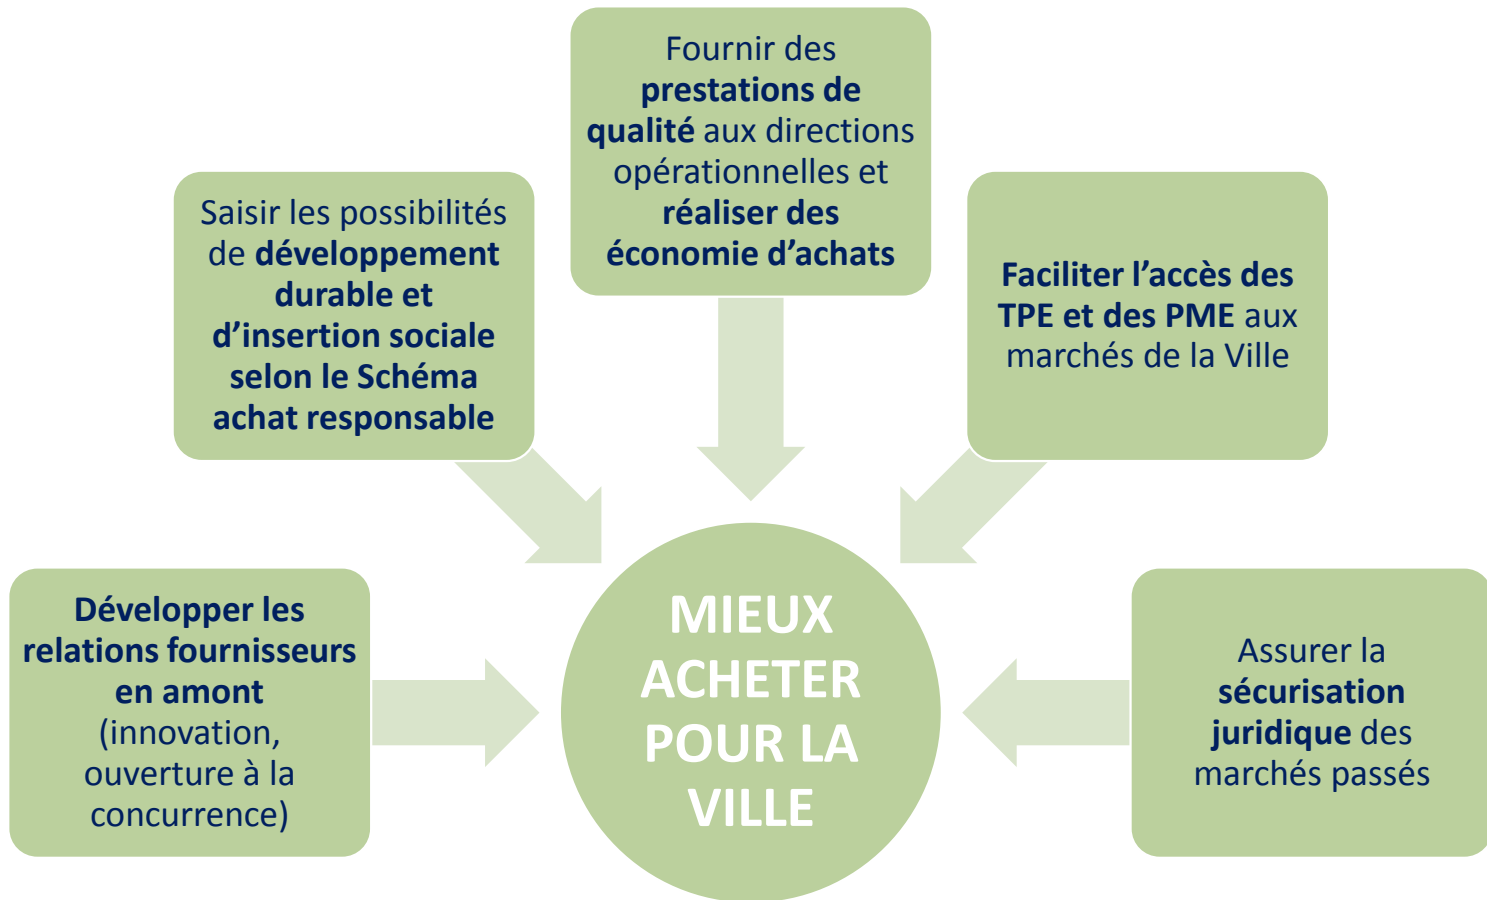 Fournir des
prestations de
qualité aux directions
opérationnelles et
réaliser des
économie d’achats
Saisir les possibilités
de développement
durable et
d’insertion sociale
selon le Schéma
achat responsable
Faciliter l’accès des
TPE et des PME aux
marchés de la Ville
Développer les
relations fournisseurs
en amont
(innovation,
ouverture à la
concurrence)
MIEUX
ACHETER
POUR LA
VILLE
Assurer la
sécurisation
juridique des
marchés passés